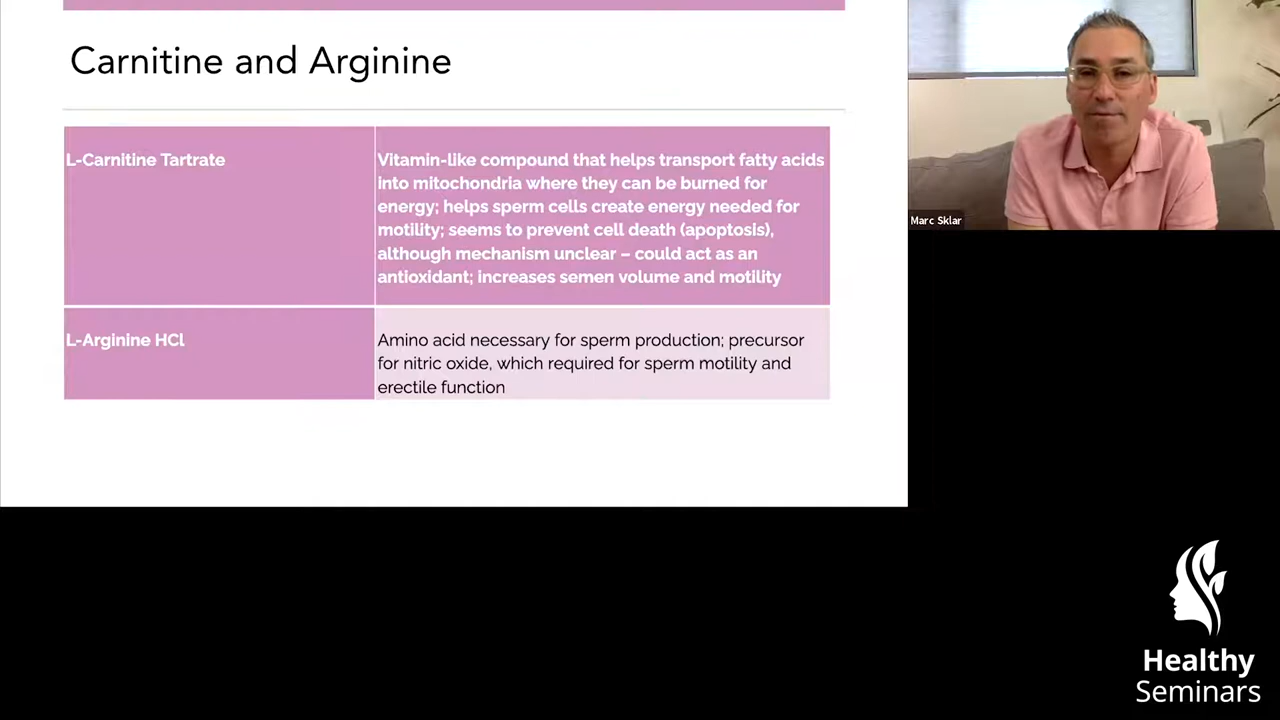 Carnitine and Arginine
L-Carnitine Tartrate
Vitamin-like compound that helps transport fatty acids
into mitochondria where they can be burned for
energy; helps sperm cells create energy needed for
motility; seems to prevent cell death (apoptosis),
although mechanism unclear – could act as an
antioxidant; increases semen volume and motility
L-Arginine HCl
Amino acid necessary for sperm production; precursor
for nitric oxide, which required for sperm motility and
erectile function
Marc Sklar
Healthy
Seminars